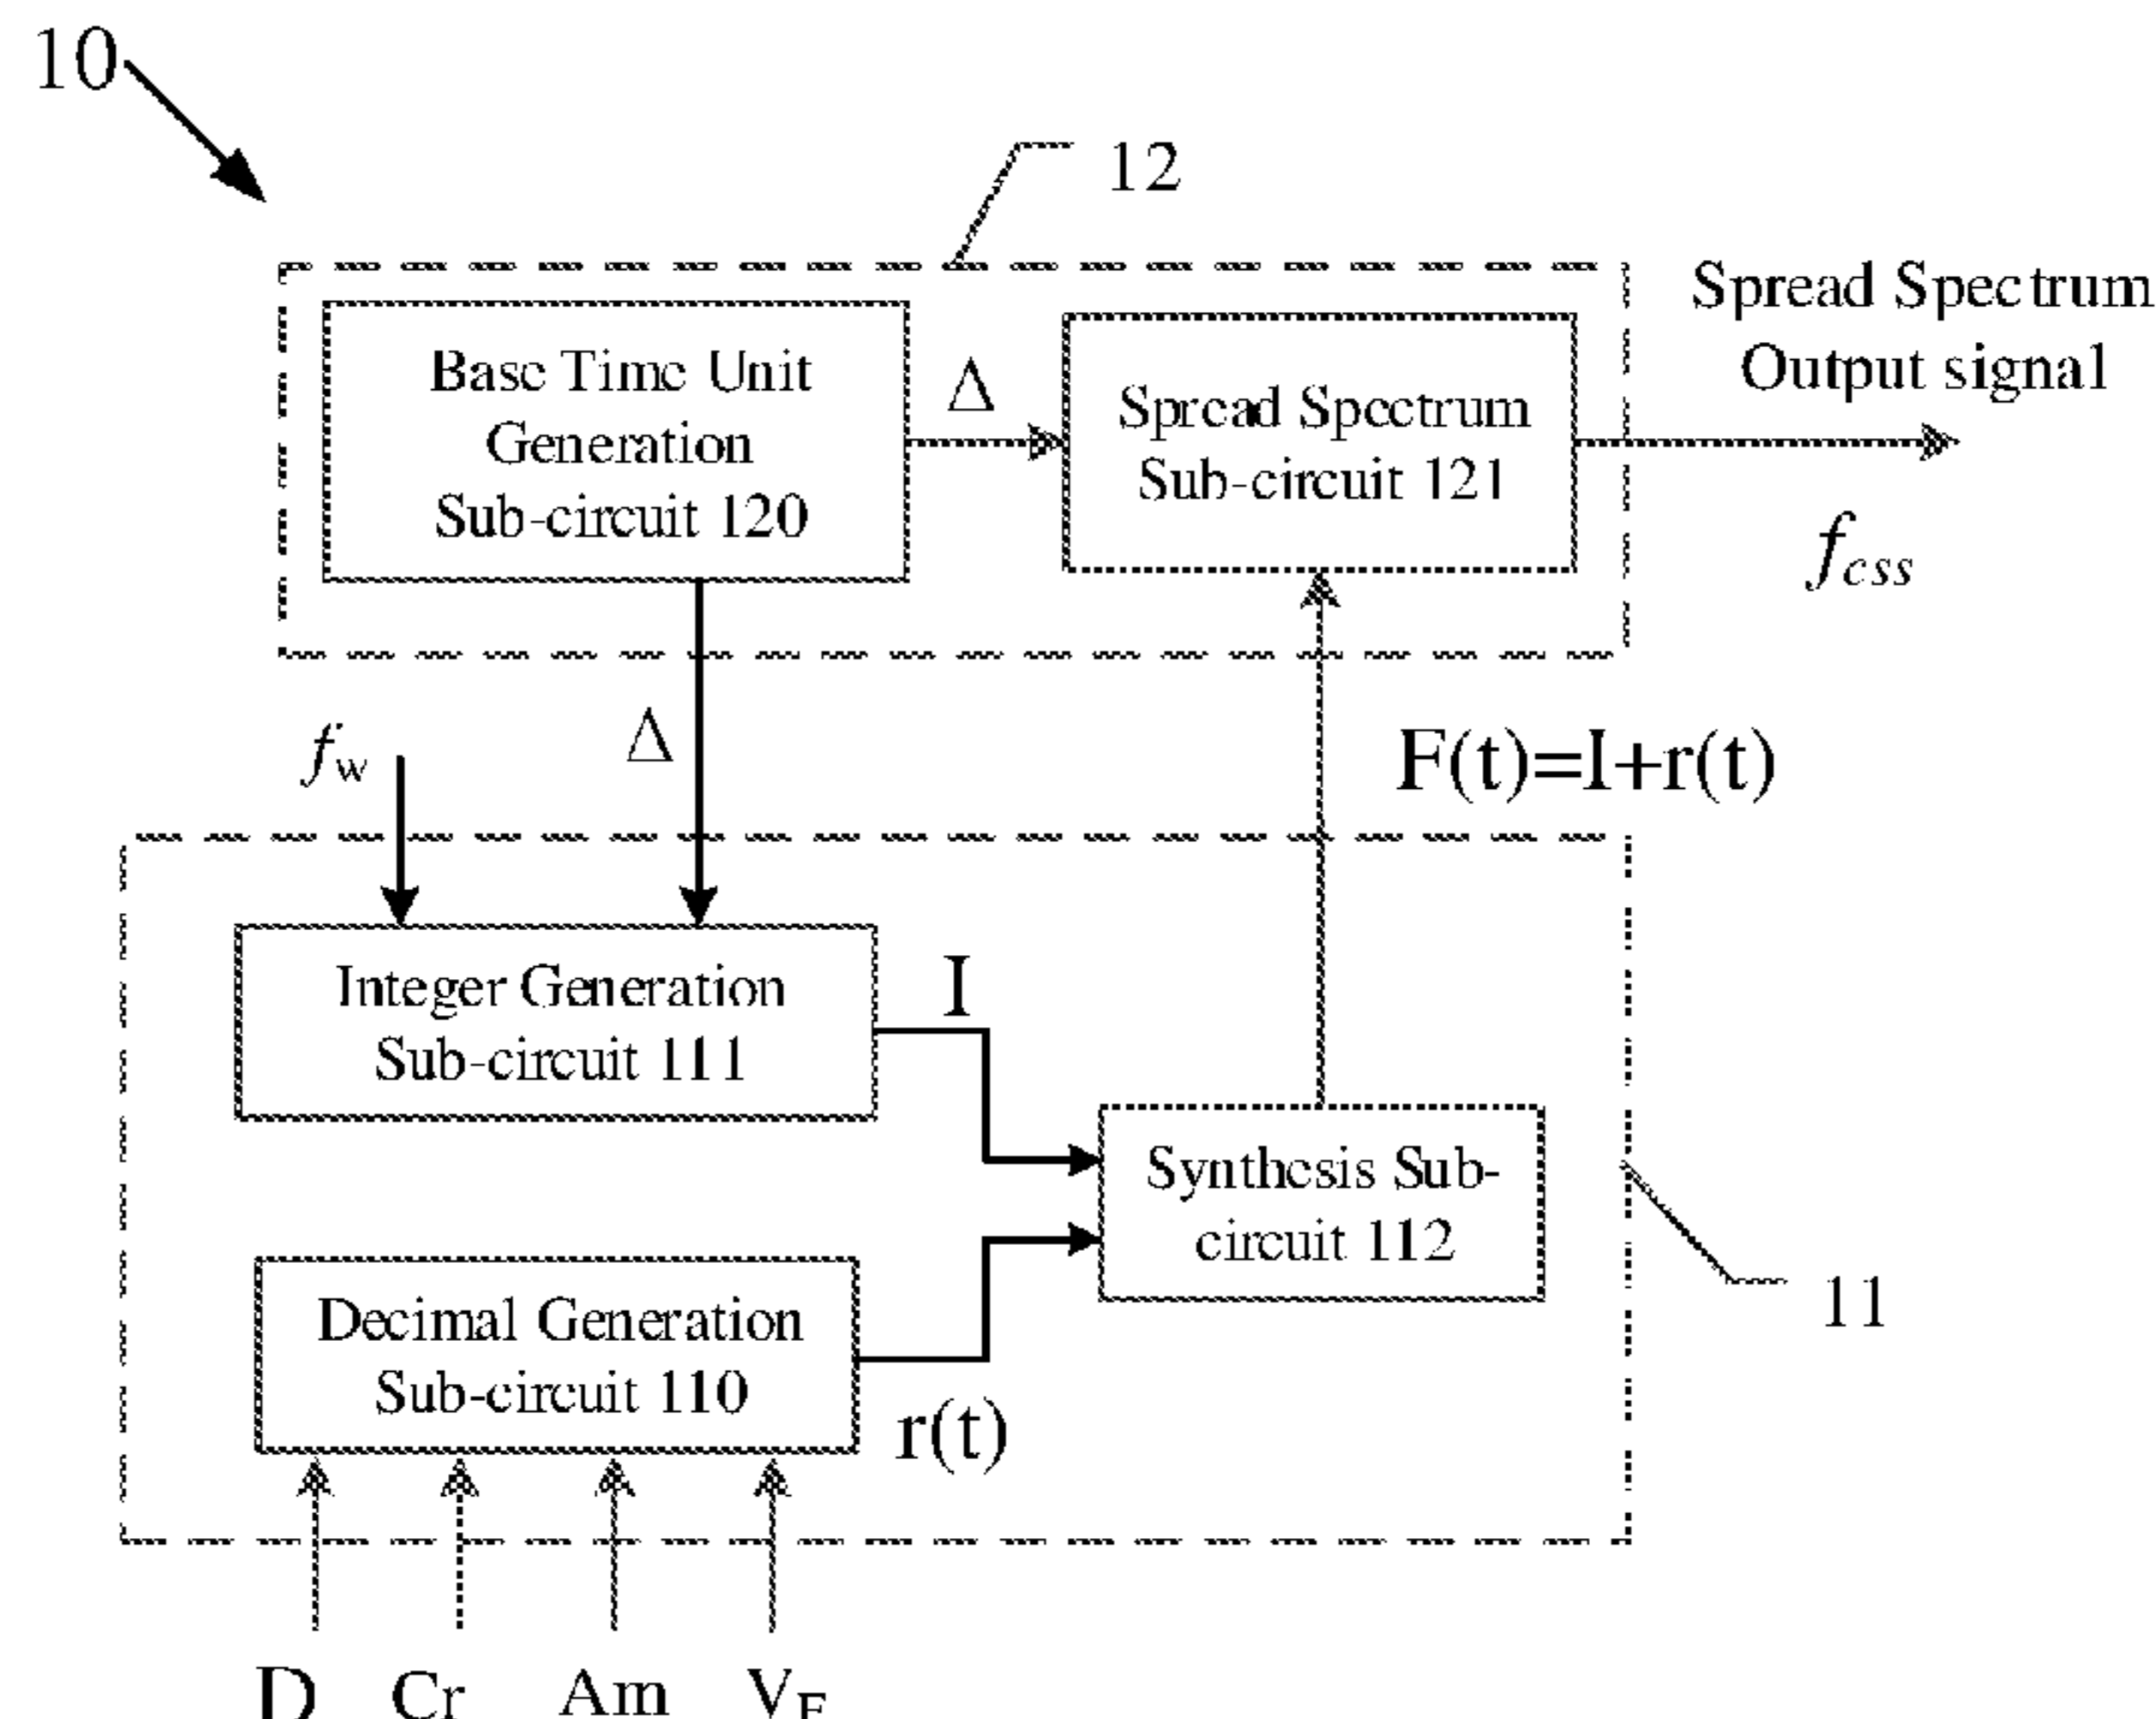 10
12
Base Time Unit
Generation
Sub-circuit 120
Δ
Spread Spectrum
Sub-circuit 121
Spread Spectrum
Output signal
fcss
fw
Δ
F(t)=I+r(t)
Integer Generation
Sub-circuit 111
I
Synthesis Sub-
circuit 112
11
Decimal Generation
Sub-circuit 110
r(t)
D Cr Am VF